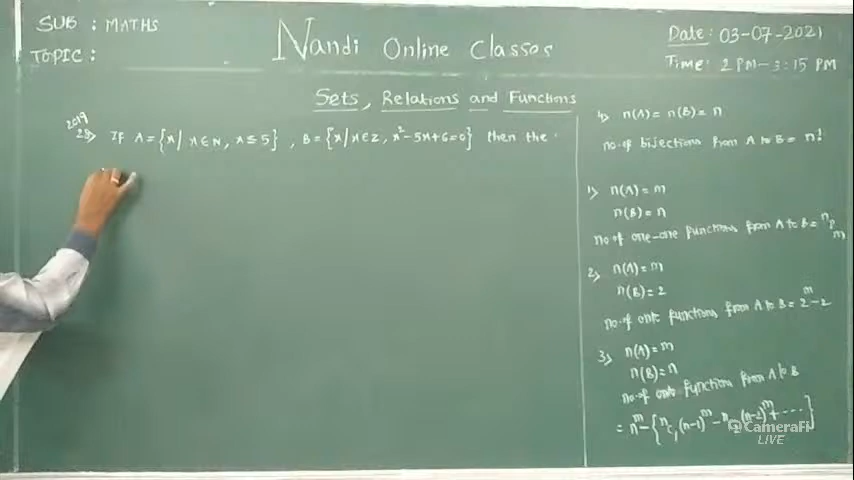 SUB : MATHS
TOPIC :
Nandi Online Classes
Date: 03-07-2021
Time: 2 PM-3:15 PM
Sets, Relations and Functions
2019
28> If A={x/ x∈N, x≤5}, B={x/x∈Z, x²-5x+6=0} then the
4) n(A)= n(B)= n
no.of bijections from A to B = n!
1) n(A)=m
n(B)=n
no of one-one functions from A to B= ⁿPₘ
2) n(A)=m
n(B)=2
no.of onto functions from A to B= 2ᵐ-2
3) n(A)=m
n(B)=n
no.of onto function from A to B
= nᵐ-{ⁿC₁(n-1)ᵐ-ⁿC₂(n-2)ᵐ+----}
CameraFi
LIVE